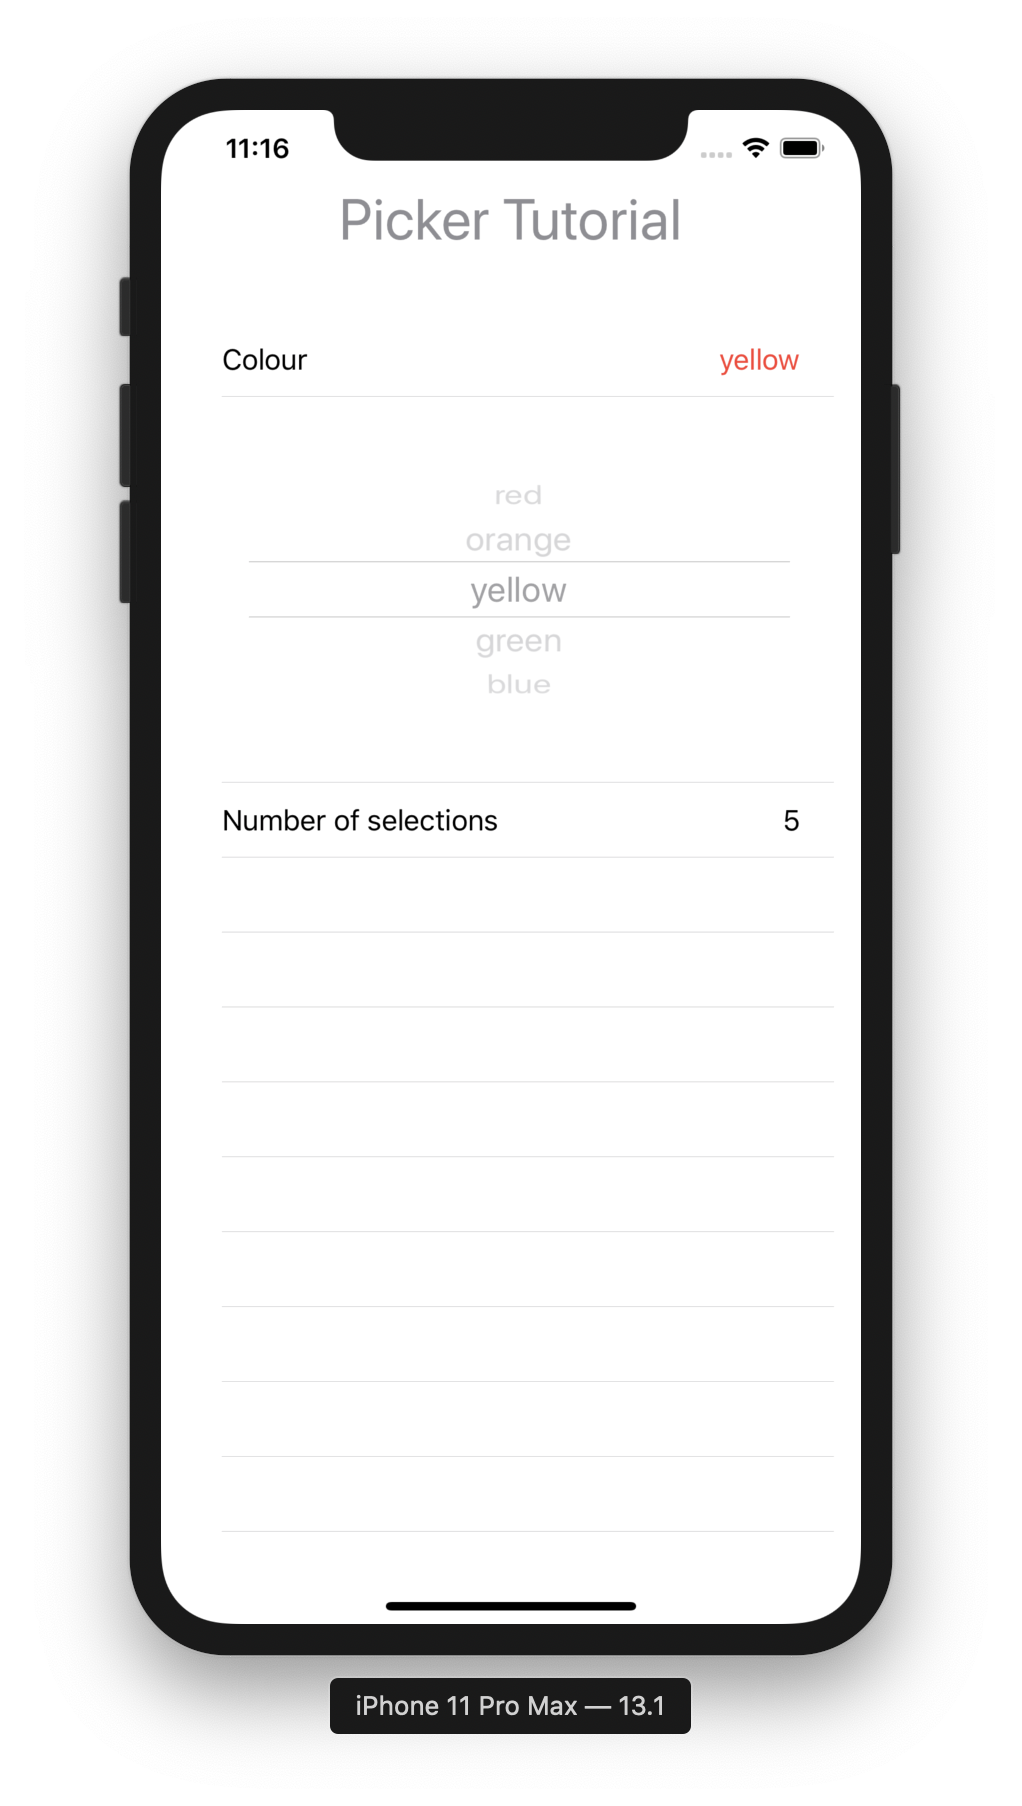 11:16
Picker Tutorial
Colour yellow
red
orange
yellow
green
blue
Number of selections 5
iPhone 11 Pro Max — 13.1